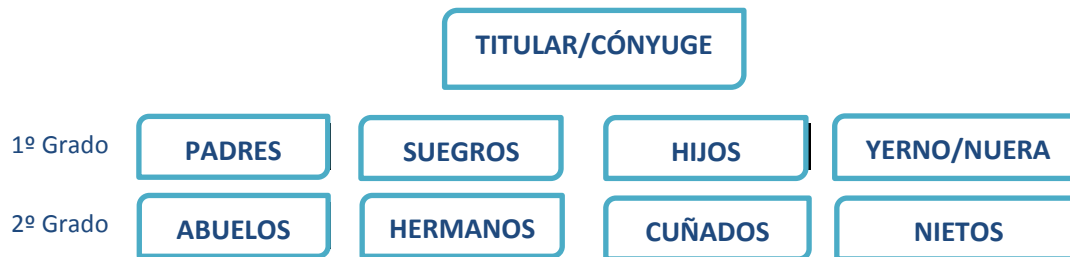 TITULAR/CÓNYUGE
1º Grado PADRES SUEGROS HIJOS YERNO/NUERA
2º Grado ABUELOS HERMANOS CUÑADOS NIETOS